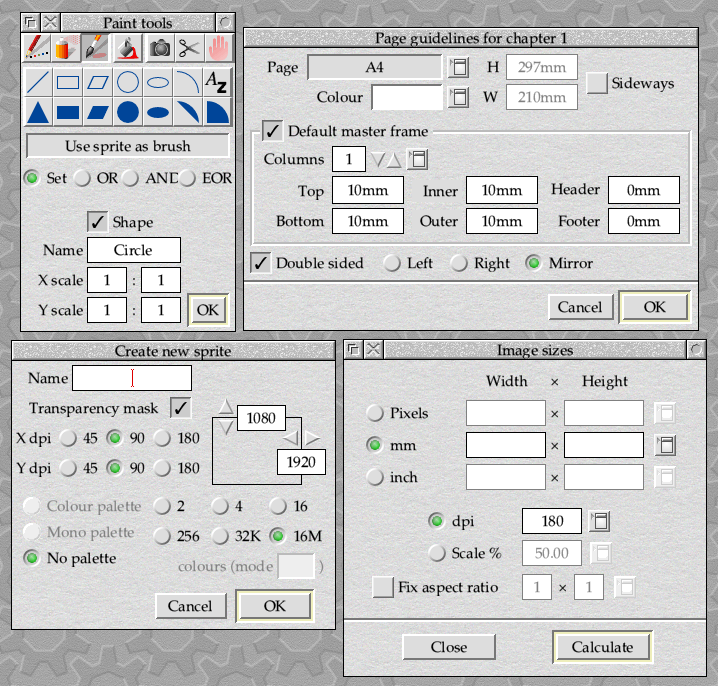 Paint tools
Az
Use sprite as brush
Set OR AND EOR
Shape
Name Circle
X scale 1 : 1
Y scale 1 : 1 OK
Page guidelines for chapter 1
Page A4 H 297mm
Sideways
Colour W 210mm
Default master frame
Columns 1
Top 10mm Inner 10mm Header 0mm
Bottom 10mm Outer 10mm Footer 0mm
Double sided Left Right Mirror
Cancel OK
Create new sprite
Name
Transparency mask
1080
X dpi 45 90 180
1920
Y dpi 45 90 180
Colour palette 2 4 16
Mono palette 256 32K 16M
No palette
colours (mode )
Cancel OK
Image sizes
Width × Height
Pixels ×
mm ×
inch ×
dpi 180
Scale % 50.00
Fix aspect ratio 1 × 1
Close Calculate